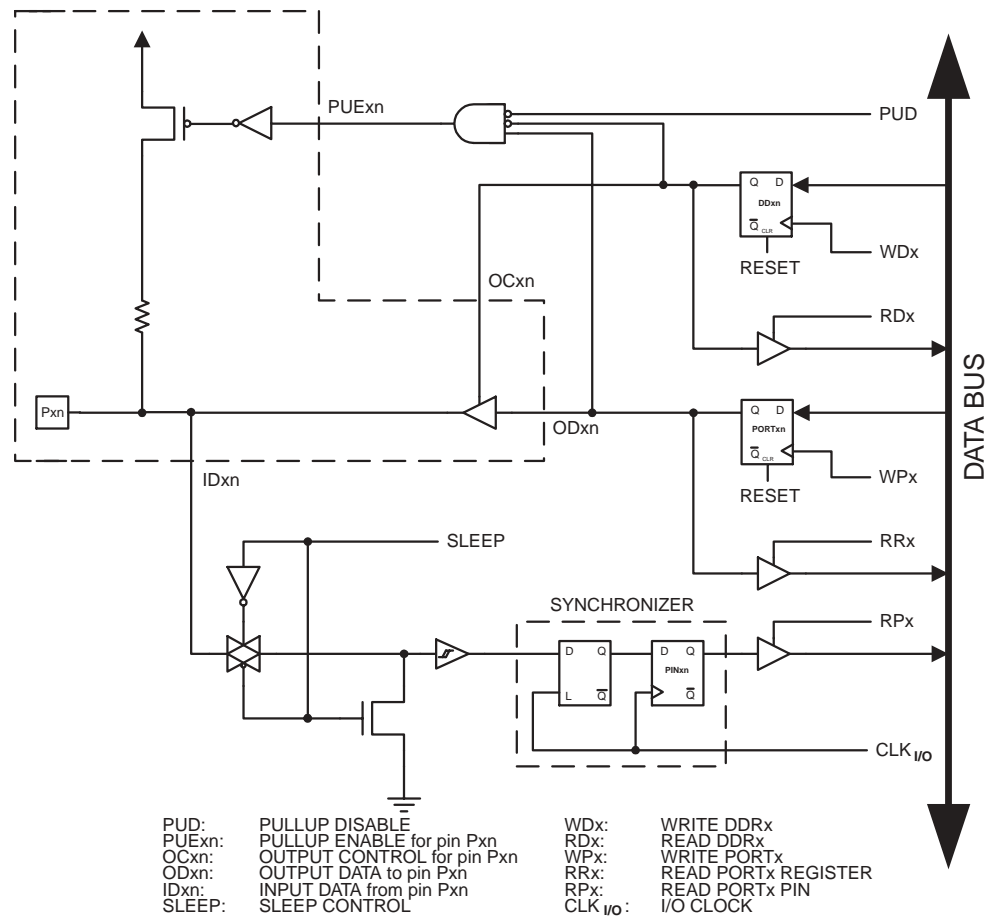 PUExn
PUD
Q D
DDxn
Q CLR
WDx
RESET
OCxn
RDx
Pxn
Q D
PORTxn
ODxn
Q CLR
IDxn
WPx
RESET
DATA BUS
SLEEP
RRx
SYNCHRONIZER
RPx
D Q
D Q
PINxn
L Q
Q
CLK I/O
PUD: PULLUP DISABLE
PUExn: PULLUP ENABLE for pin Pxn
OCxn: OUTPUT CONTROL for pin Pxn
ODxn: OUTPUT DATA to pin Pxn
IDxn: INPUT DATA from pin Pxn
SLEEP: SLEEP CONTROL
WDx: WRITE DDRx
RDx: READ DDRx
WPx: WRITE PORTx
RRx: READ PORTx REGISTER
RPx: READ PORTx PIN
CLK I/O: I/O CLOCK